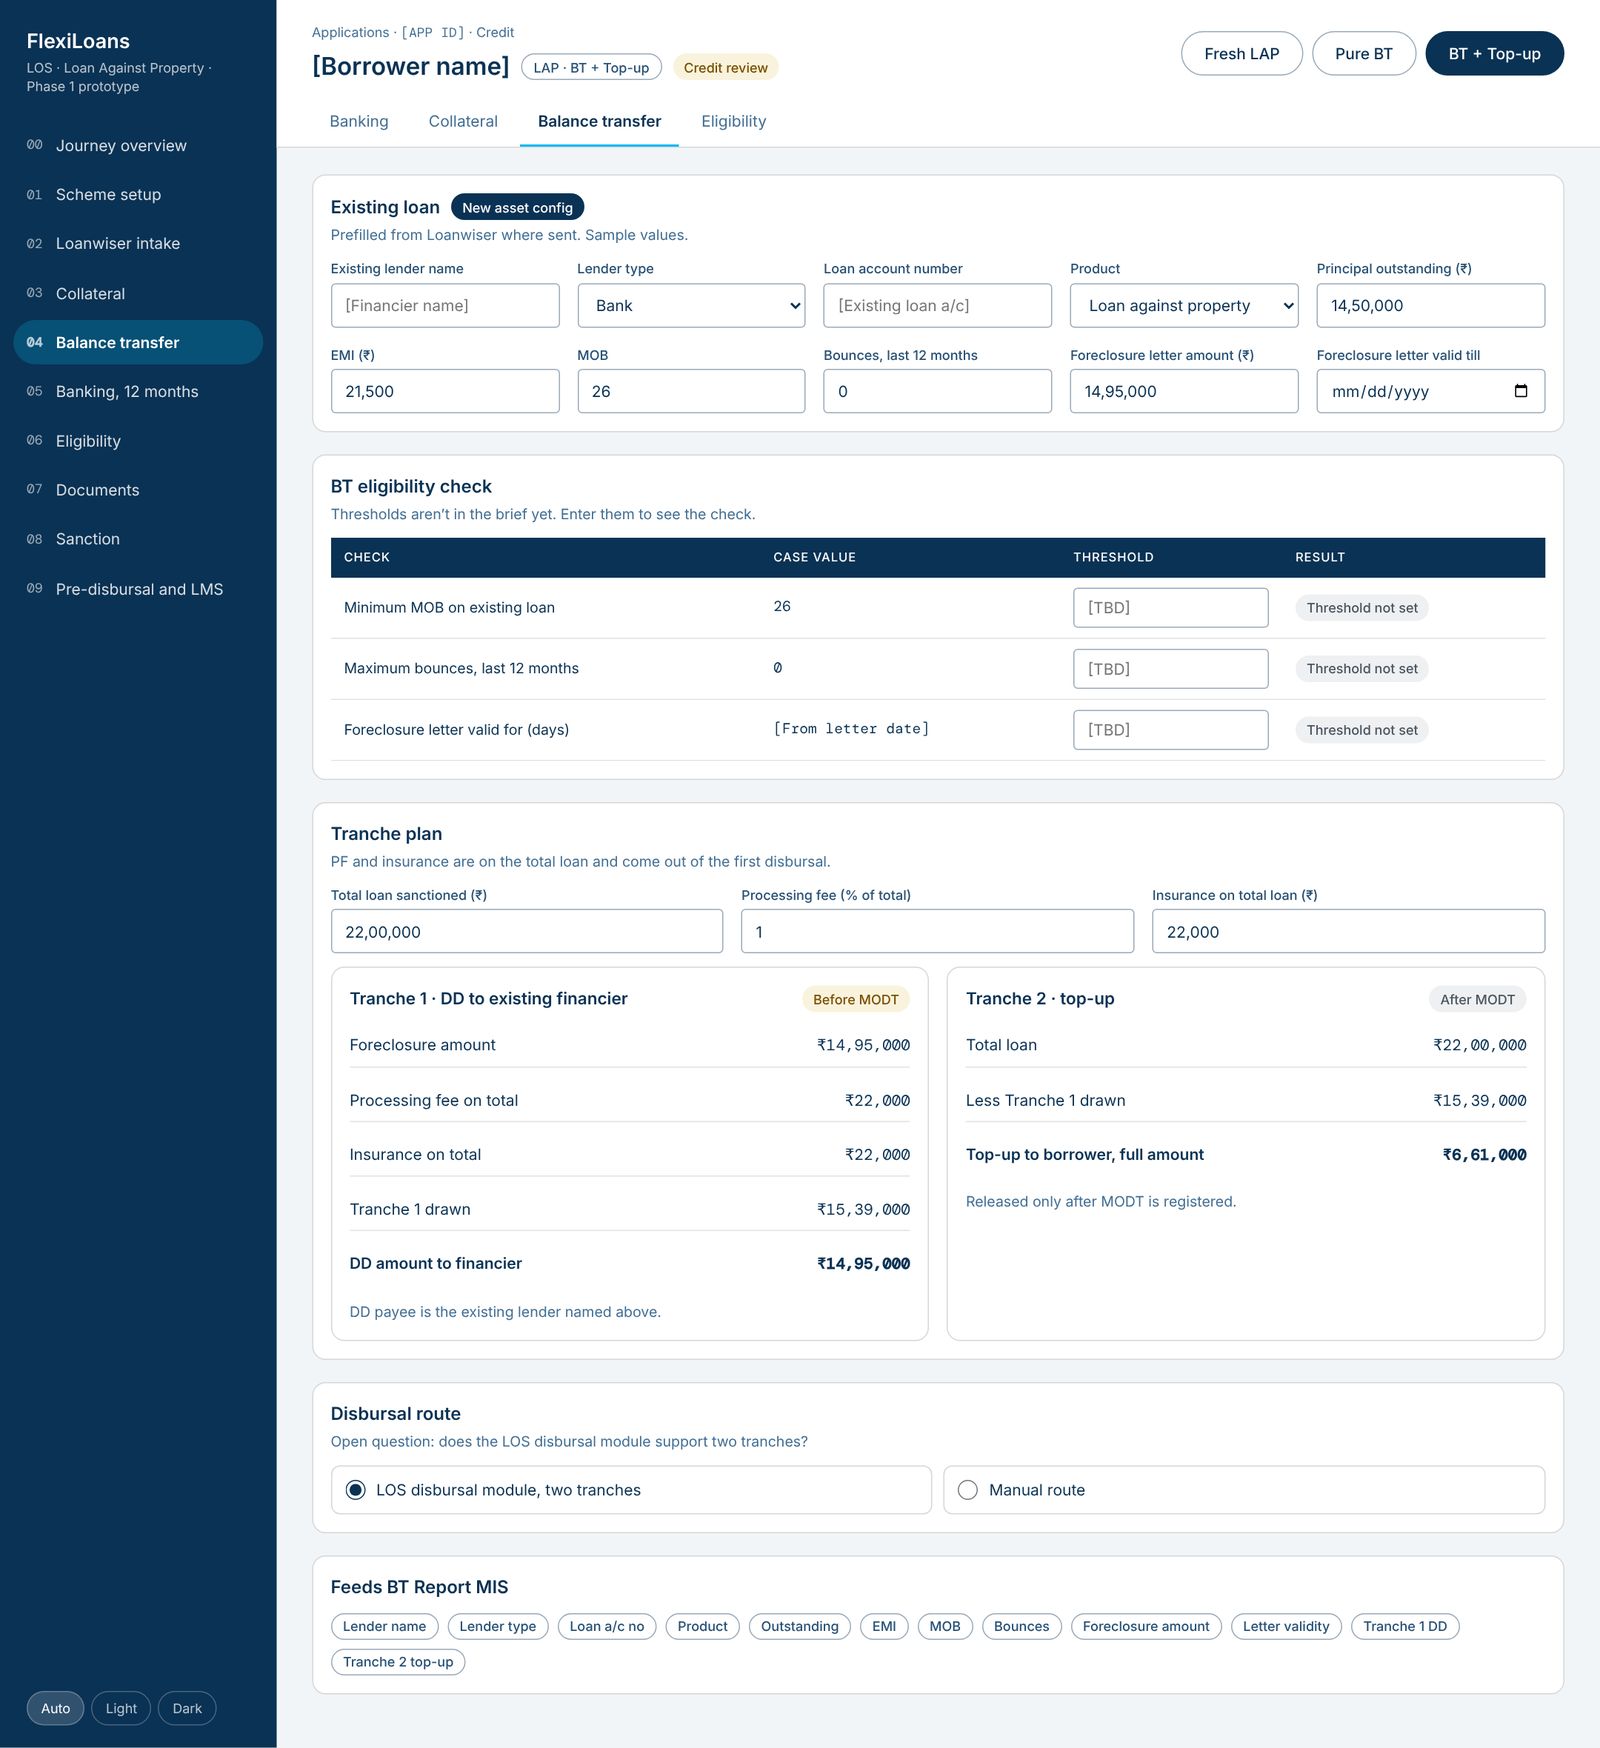 FlexiLoans
LOS · Loan Against Property ·
Phase 1 prototype
00 Journey overview
01 Scheme setup
02 Loanwiser intake
03 Collateral
04 Balance transfer
05 Banking, 12 months
06 Eligibility
07 Documents
08 Sanction
09 Pre-disbursal and LMS
Auto Light Dark
Applications · [APP ID] · Credit
[Borrower name] LAP · BT + Top-up Credit review
Fresh LAP Pure BT BT + Top-up
Banking Collateral Balance transfer Eligibility
Existing loan New asset config
Prefilled from Loanwiser where sent. Sample values.
Existing lender name Lender type Loan account number Product Principal outstanding (₹)
[Financier name] Bank [Existing loan a/c] Loan against property 14,50,000
EMI (₹) MOB Bounces, last 12 months Foreclosure letter amount (₹) Foreclosure letter valid till
21,500 26 0 14,95,000 mm/dd/yyyy
BT eligibility check
Thresholds aren’t in the brief yet. Enter them to see the check.
CHECK CASE VALUE THRESHOLD RESULT
Minimum MOB on existing loan 26 [TBD] Threshold not set
Maximum bounces, last 12 months 0 [TBD] Threshold not set
Foreclosure letter valid for (days) [From letter date] [TBD] Threshold not set
Tranche plan
PF and insurance are on the total loan and come out of the first disbursal.
Total loan sanctioned (₹) Processing fee (% of total) Insurance on total loan (₹)
22,00,000 1 22,000
Tranche 1 · DD to existing financier Before MODT
Foreclosure amount ₹14,95,000
Processing fee on total ₹22,000
Insurance on total ₹22,000
Tranche 1 drawn ₹15,39,000
DD amount to financier ₹14,95,000
DD payee is the existing lender named above.
Tranche 2 · top-up After MODT
Total loan ₹22,00,000
Less Tranche 1 drawn ₹15,39,000
Top-up to borrower, full amount ₹6,61,000
Released only after MODT is registered.
Disbursal route
Open question: does the LOS disbursal module support two tranches?
LOS disbursal module, two tranches Manual route
Feeds BT Report MIS
Lender name Lender type Loan a/c no Product Outstanding EMI MOB Bounces Foreclosure amount Letter validity Tranche 1 DD
Tranche 2 top-up